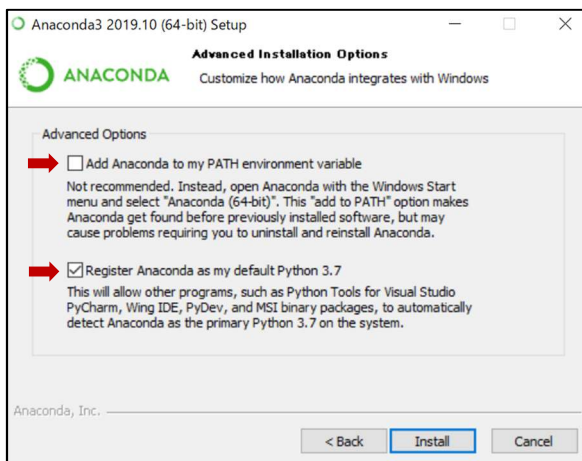 Anaconda3 2019.10 (64-bit) Setup
Advanced Installation Options
ANACONDA
Customize how Anaconda integrates with Windows
Advanced Options
Add Anaconda to my PATH environment variable
Not recommended. Instead, open Anaconda with the Windows Start
menu and select "Anaconda (64-bit)". This "add to PATH" option makes
Anaconda get found before previously installed software, but may
cause problems requiring you to uninstall and reinstall Anaconda.
Register Anaconda as my default Python 3.7
This will allow other programs, such as Python Tools for Visual Studio
PyCharm, Wing IDE, PyDev, and MSI binary packages, to automatically
detect Anaconda as the primary Python 3.7 on the system.
Anaconda, Inc.
< Back
Install
Cancel